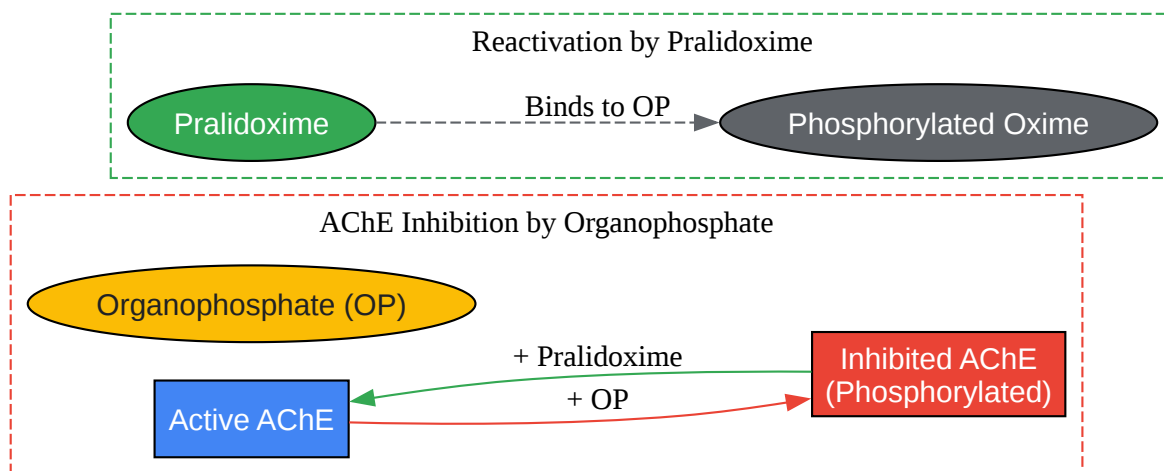 Reactivation by Pralidoxime
Pralidoxime
Binds to OP
Phosphorylated Oxime
AChE Inhibition by Organophosphate
Organophosphate (OP)
+ Pralidoxime
Inhibited AChE
(Phosphorylated)
+ OP
Active AChE